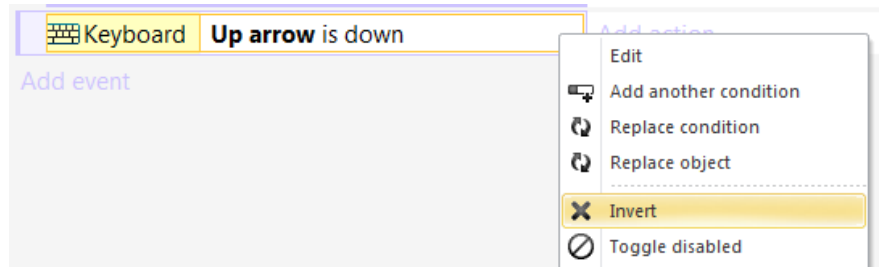 Keyboard Up arrow is down Add action
Edit
Add event
Add another condition
Replace condition
Replace object
Invert
Toggle disabled